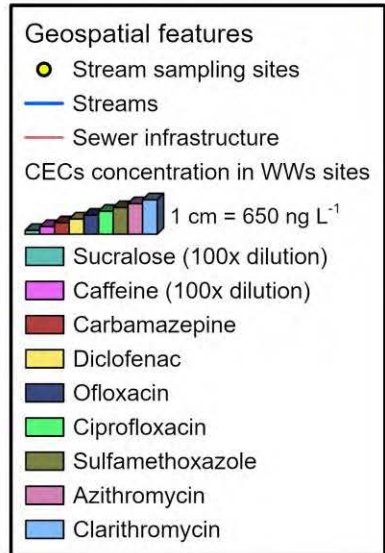 Geospatial features
Stream sampling sites
Streams
Sewer infrastructure
CECs concentration in WWs sites
1 cm = 650 ng L⁻¹
Sucralose (100x dilution)
Caffeine (100x dilution)
Carbamazepine
Diclofenac
Ofloxacin
Ciprofloxacin
Sulfamethoxazole
Azithromycin
Clarithromycin